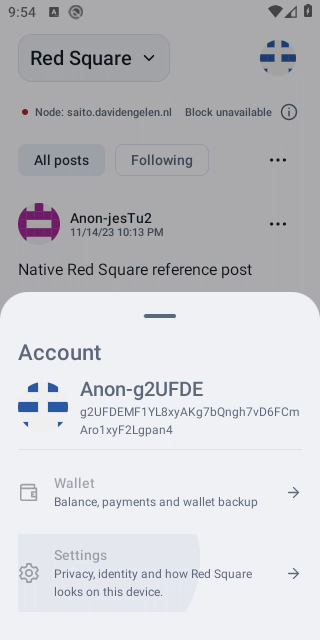 9:54
Red Square
Node: saito.davidengelen.nl Block unavailable
All posts Following
Anon-jesTu2
11/14/23 10:13 PM
Native Red Square reference post
Account
Anon-g2UFDE
g2UFDEMF1YL8xyAKg7bQngh7vD6FCm
Aro1xyF2Lgpan4
Wallet
Balance, payments and wallet backup
Settings
Privacy, identity and how Red Square
looks on this device.